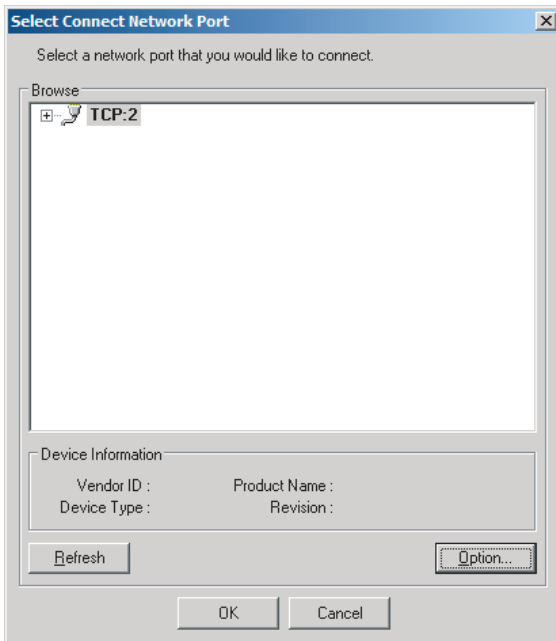 Select Connect Network Port
Select a network port that you would like to connect.
Browse
TCP:2
Device Information
Vendor ID : Product Name :
Device Type : Revision :
Refresh Option...
OK Cancel